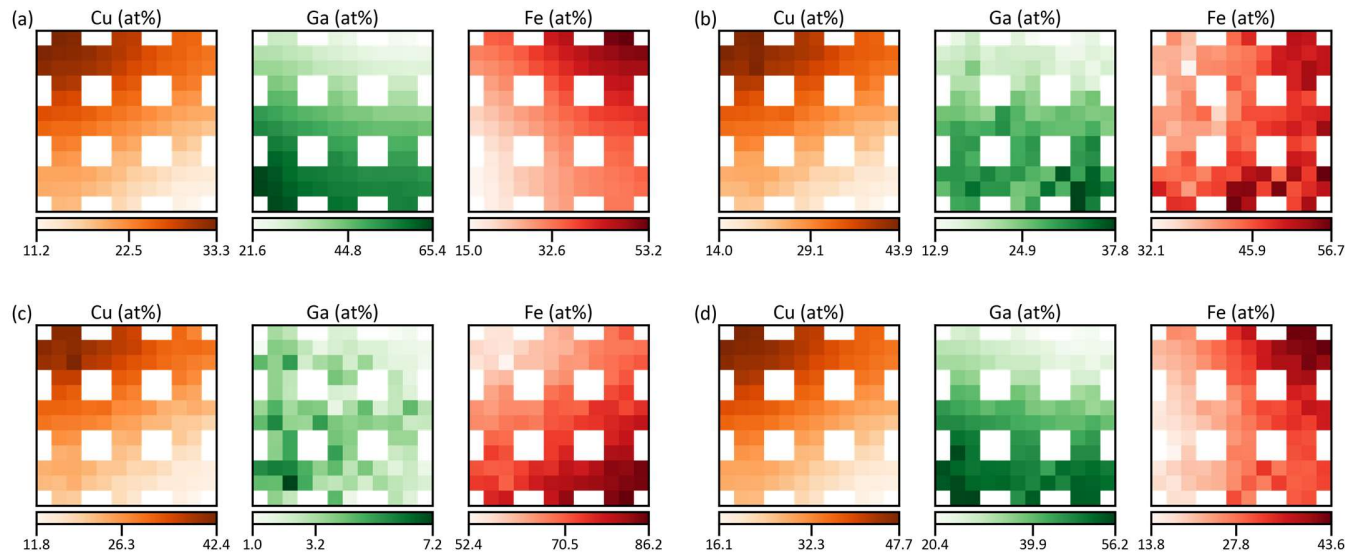 (a) Cu (at%) Ga (at%) Fe (at%) (b) Cu (at%) Ga (at%) Fe (at%)
11.2 22.5 33.3 21.6 44.8 65.4 15.0 32.6 53.2 14.0 29.1 43.9 12.9 24.9 37.8 32.1 45.9 56.7
(c) Cu (at%) Ga (at%) Fe (at%) (d) Cu (at%) Ga (at%) Fe (at%)
11.8 26.3 42.4 1.0 3.2 7.2 52.4 70.5 86.2 16.1 32.3 47.7 20.4 39.9 56.2 13.8 27.8 43.6